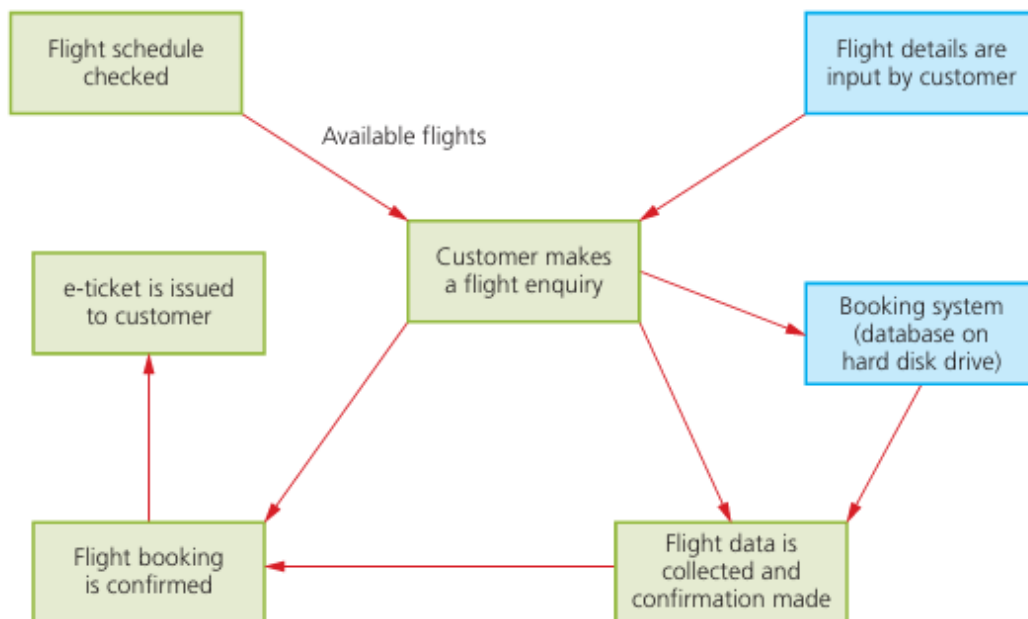 Flight schedule
checked
Flight details are
input by customer
Available flights
Customer makes
a flight enquiry
e-ticket is issued
to customer
Booking system
(database on
hard disk drive)
Flight booking
is confirmed
Flight data is
collected and
confirmation made